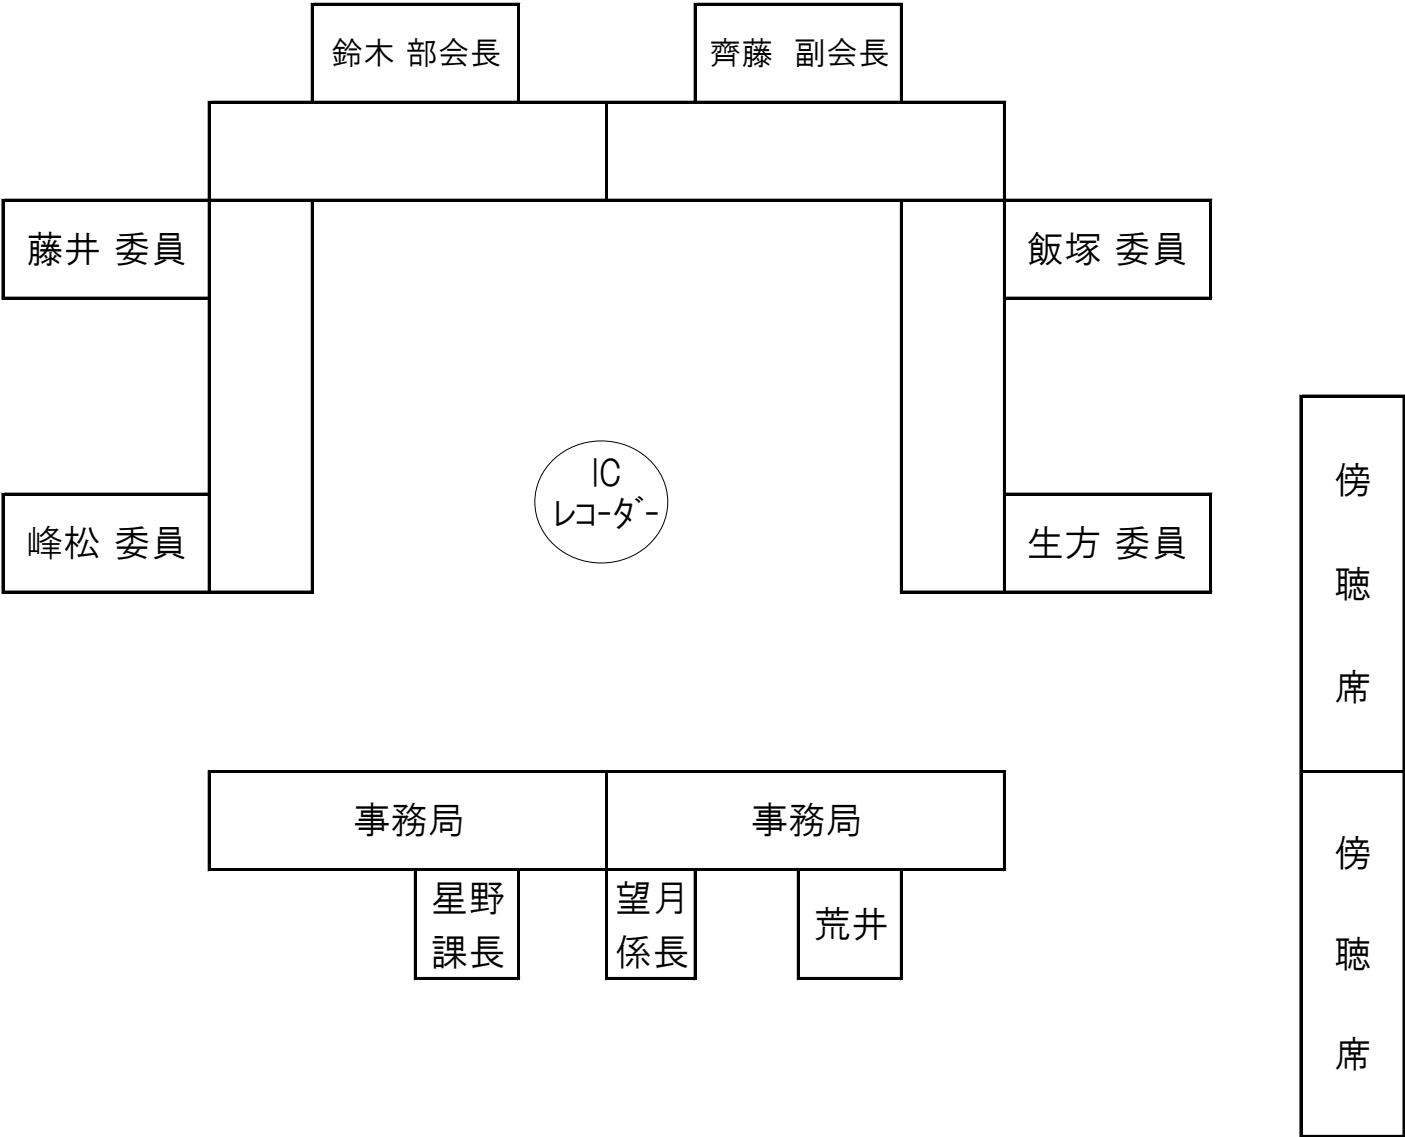 鈴木 部会長
齊藤　副会長
藤井 委員
飯塚 委員
峰松 委員
IC
ﾚｺｰﾀﾞｰ
生方 委員
傍
聴
席
事務局
事務局
星野
課長
望月
係長
荒井
傍
聴
席